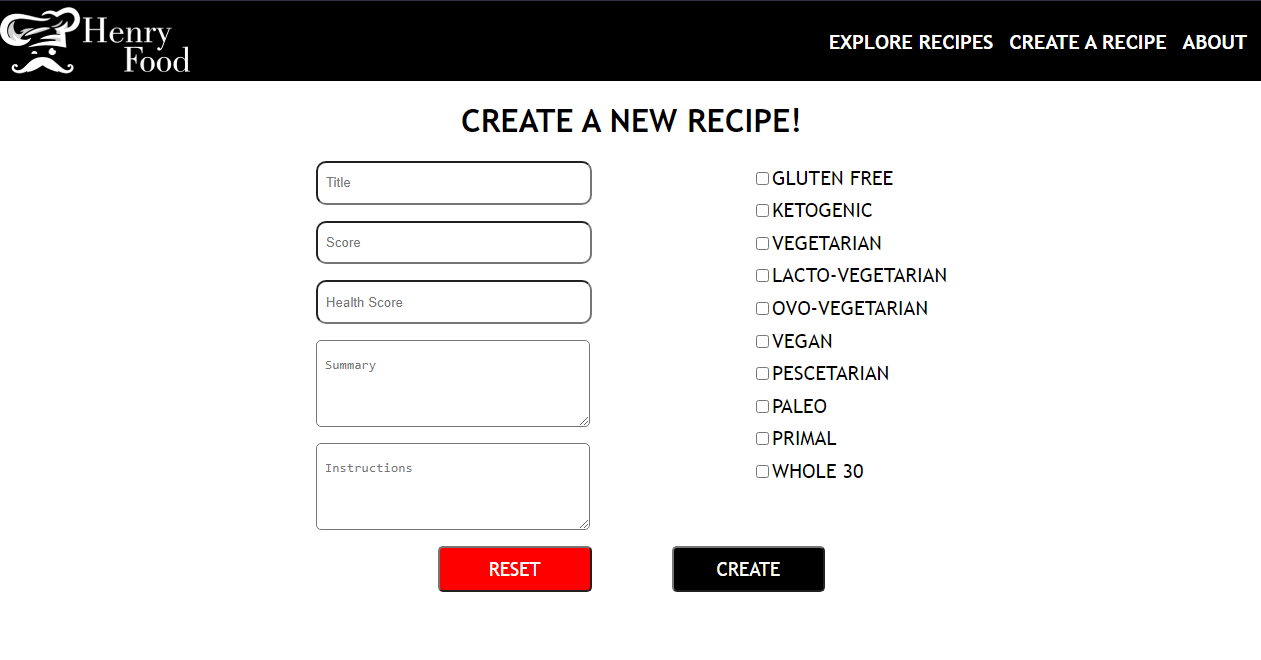 Henry
Food
EXPLORE RECIPES CREATE A RECIPE ABOUT
CREATE A NEW RECIPE!
Title
Score
Health Score
Summary
Instructions
GLUTEN FREE
KETOGENIC
VEGETARIAN
LACTO-VEGETARIAN
OVO-VEGETARIAN
VEGAN
PESCETARIAN
PALEO
PRIMAL
WHOLE 30
RESET CREATE